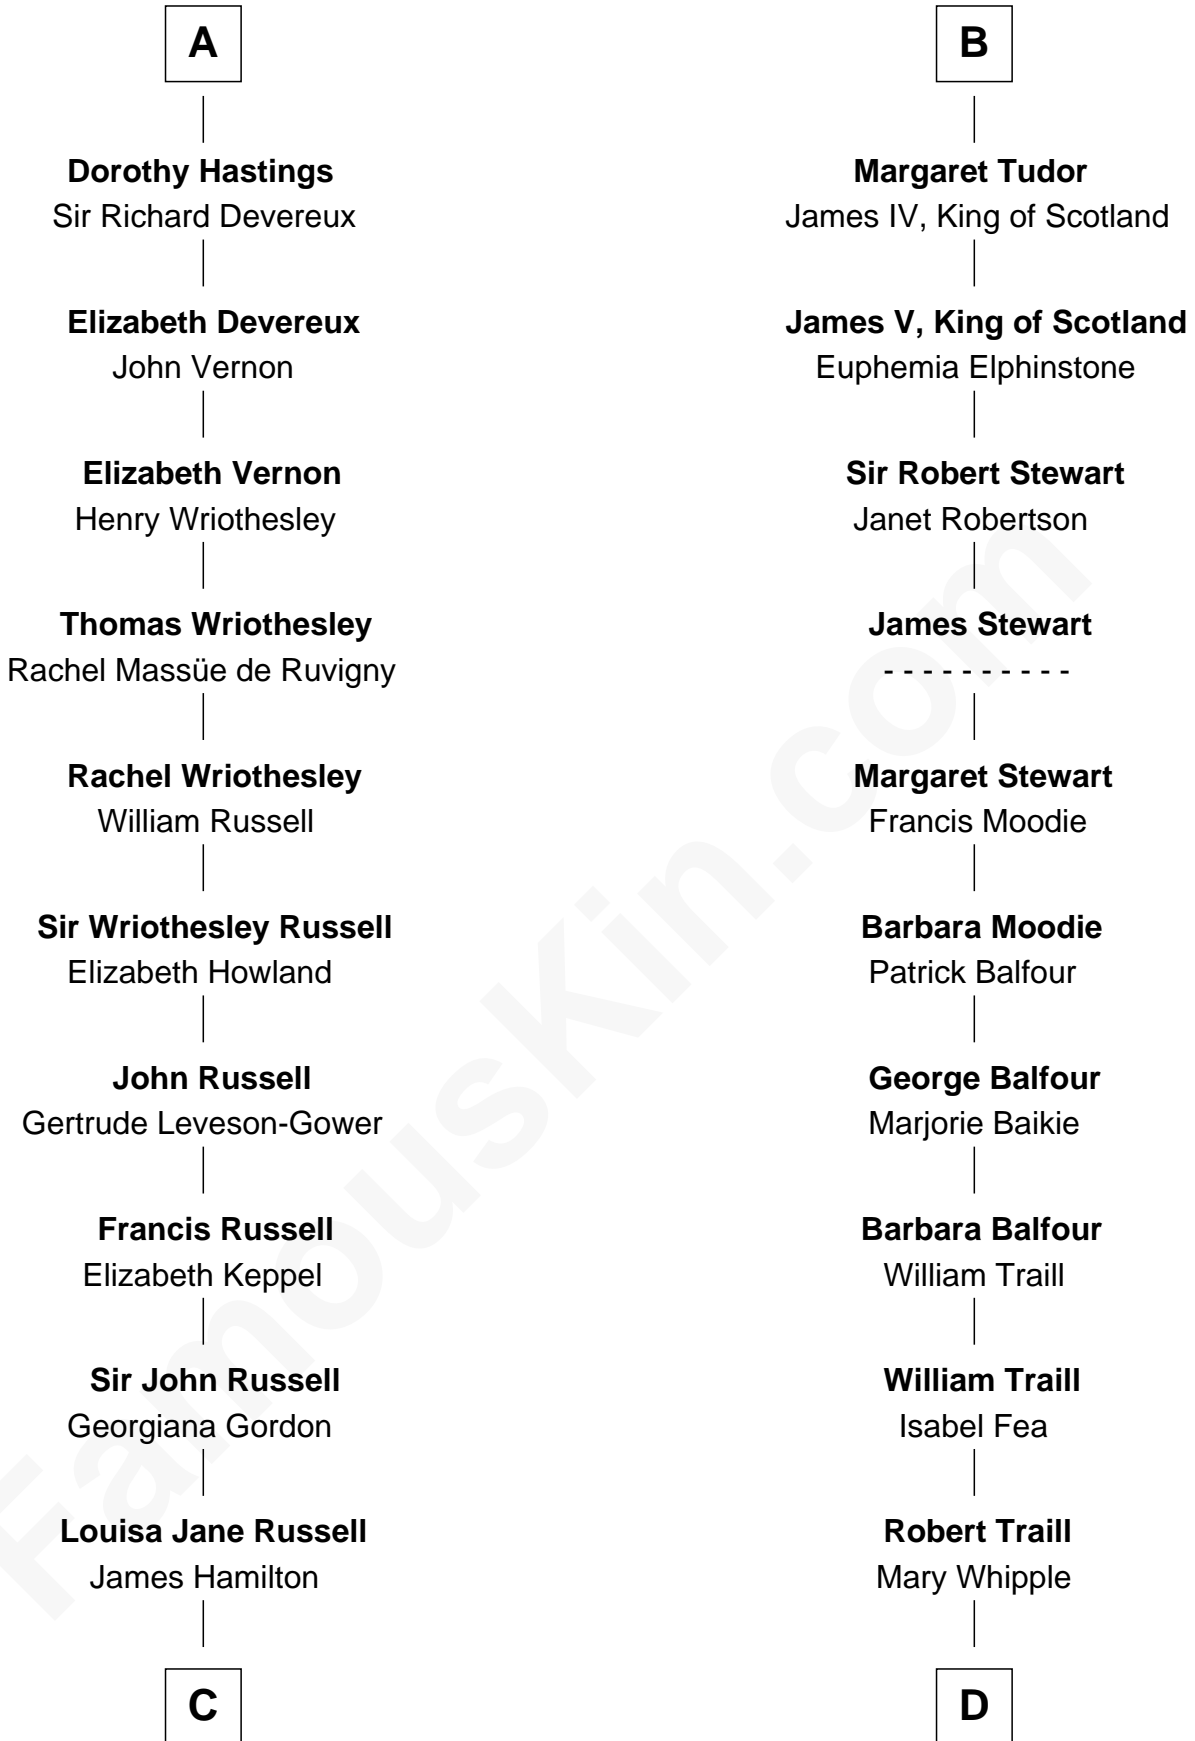 A
Dorothy Hastings
Sir Richard Devereux
Elizabeth Devereux
John Vernon
Elizabeth Vernon
Henry Wriothesley
Thomas Wriothesley
Rachel Massüe de Ruvigny
Rachel Wriothesley
William Russell
Sir Wriothesley Russell
Elizabeth Howland
John Russell
Gertrude Leveson-Gower
Francis Russell
Elizabeth Keppel
Sir John Russell
Georgiana Gordon
Louisa Jane Russell
James Hamilton
C
B
Margaret Tudor
James IV, King of Scotland
James V, King of Scotland
Euphemia Elphinstone
Sir Robert Stewart
Janet Robertson
James Stewart
- - - - - - - - - -
Margaret Stewart
Francis Moodie
Barbara Moodie
Patrick Balfour
George Balfour
Marjorie Baikie
Barbara Balfour
William Traill
William Traill
Isabel Fea
Robert Traill
Mary Whipple
D
FamousKin.com